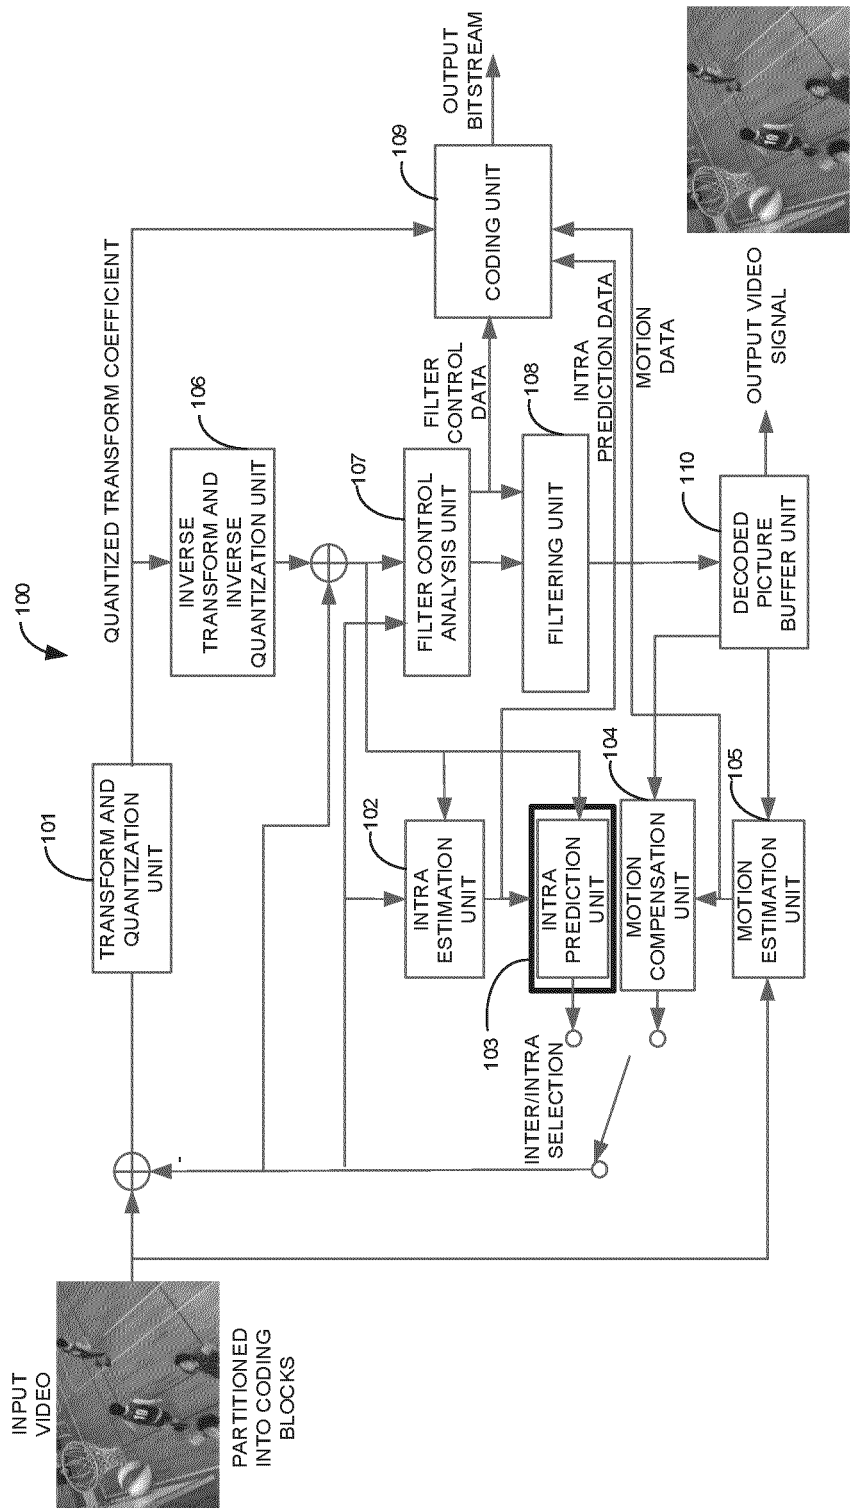 100
INPUT
VIDEO
PARTITIONED
INTO CODING
BLOCKS
-
TRANSFORM AND
QUANTIZATION
UNIT
101
QUANTIZED TRANSFORM COEFFICIENT
INVERSE
TRANSFORM AND
INVERSE
QUANTIZATION UNIT
106
INTRA
ESTIMATION
UNIT
102
FILTER CONTROL
ANALYSIS UNIT
107
FILTER
CONTROL
DATA
CODING UNIT
109
OUTPUT
BITSTREAM
INTER/INTRA
SELECTION
103
INTRA
PREDICTION
UNIT
FILTERING UNIT
108
INTRA
PREDICTION DATA
MOTION
DATA
MOTION
COMPENSATION
UNIT
104
MOTION
ESTIMATION
UNIT
105
DECODED
PICTURE
BUFFER UNIT
110
OUTPUT VIDEO
SIGNAL